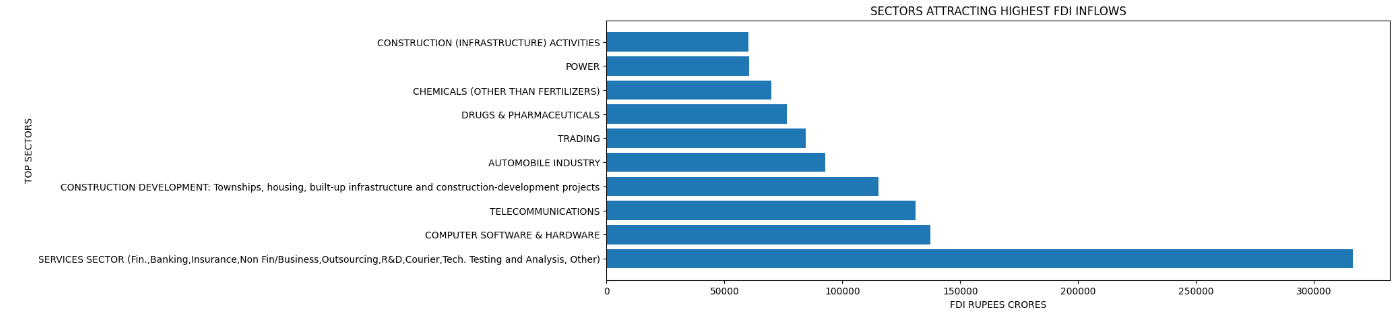 SECTORS ATTRACTING HIGHEST FDI INFLOWS
TOP SECTORS
CONSTRUCTION (INFRASTRUCTURE) ACTIVITIES
POWER
CHEMICALS (OTHER THAN FERTILIZERS)
DRUGS & PHARMACEUTICALS
TRADING
AUTOMOBILE INDUSTRY
CONSTRUCTION DEVELOPMENT: Townships, housing, built-up infrastructure and construction-development projects
TELECOMMUNICATIONS
COMPUTER SOFTWARE & HARDWARE
SERVICES SECTOR (Fin.,Banking,Insurance,Non Fin/Business,Outsourcing,R&D,Courier,Tech. Testing and Analysis, Other)
0 50000 100000 150000 200000 250000 300000
FDI RUPEES CRORES